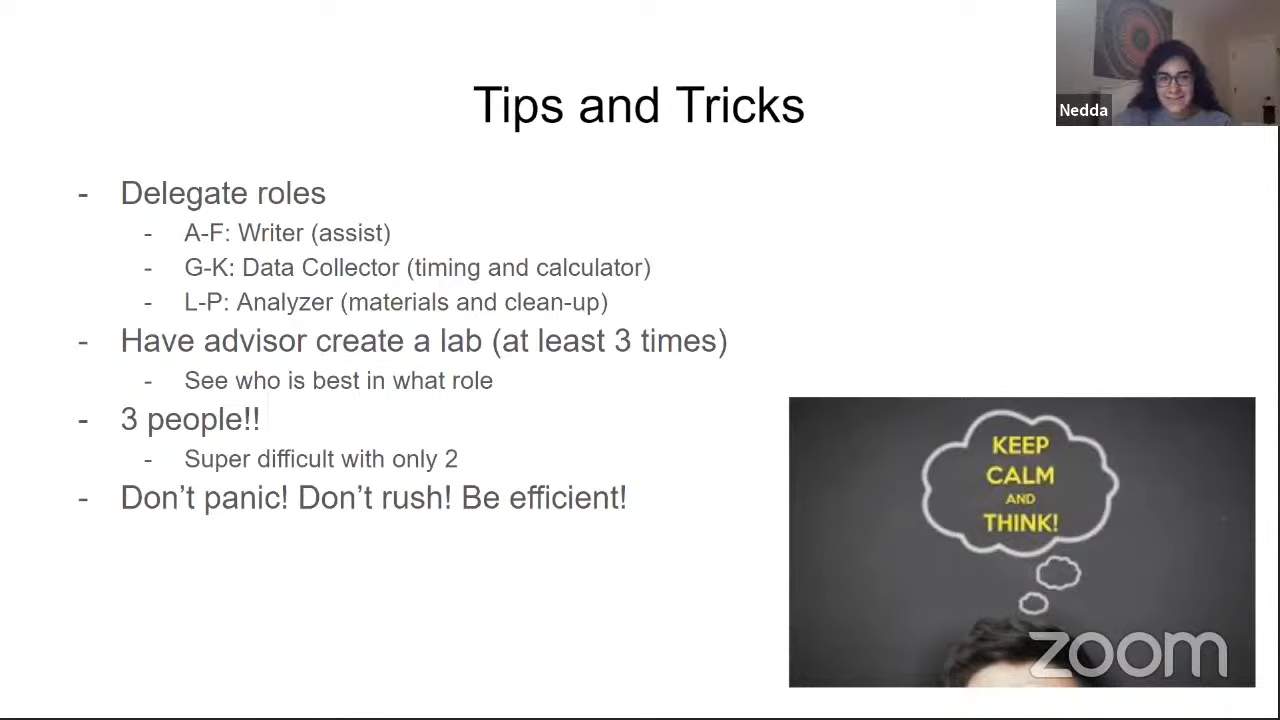 Tips and Tricks
Nedda
- Delegate roles
- A-F: Writer (assist)
- G-K: Data Collector (timing and calculator)
- L-P: Analyzer (materials and clean-up)
- Have advisor create a lab (at least 3 times)
- See who is best in what role
- 3 people!!
- Super difficult with only 2
- Don’t panic! Don’t rush! Be efficient!
KEEP
CALM
AND
THINK!
zoom